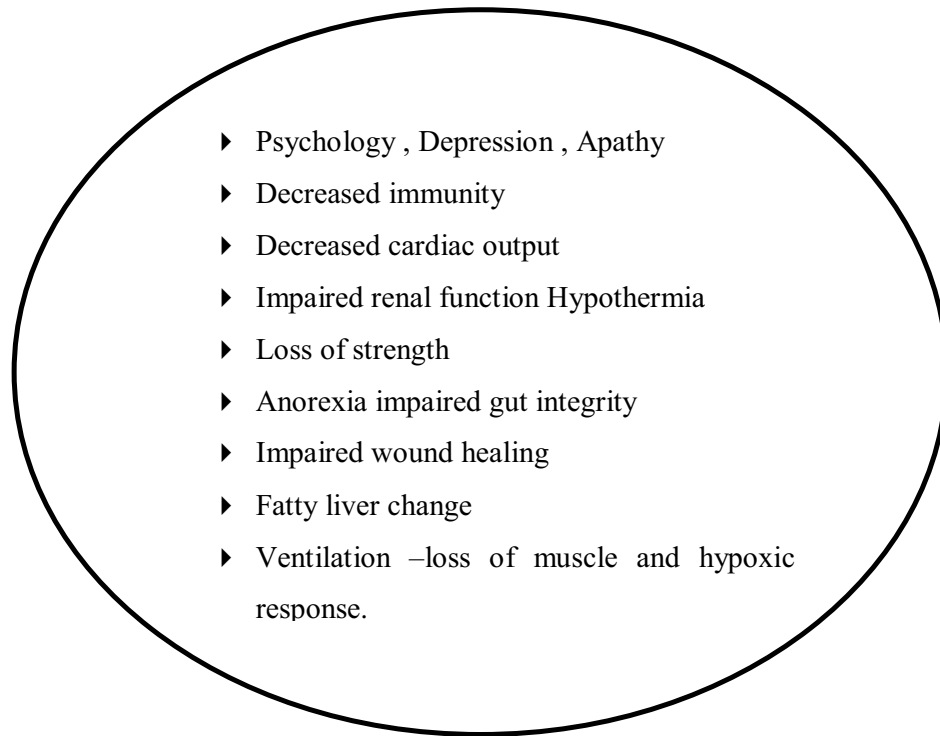 Psychology , Depression , Apathy
Decreased immunity
Decreased cardiac output
Impaired renal function Hypothermia
Loss of strength
Anorexia impaired gut integrity
Impaired wound healing
Fatty liver change
Ventilation –loss of muscle and hypoxic
response.